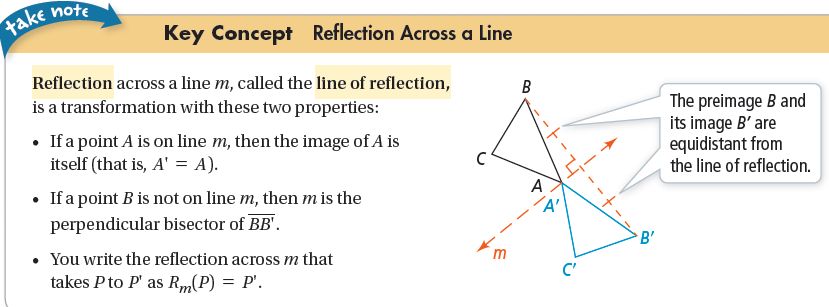 take note
Key Concept Reflection Across a Line
Reflection across a line m, called the line of reflection,
is a transformation with these two properties:
• If a point A is on line m, then the image of A is
itself (that is, A' = A).
• If a point B is not on line m, then m is the
perpendicular bisector of B̅B̅'̅.
• You write the reflection across m that
takes P to P' as Rₘ(P) = P'.
B
C
A
A'
m
B'
C'
The preimage B and
its image B' are
equidistant from
the line of reflection.